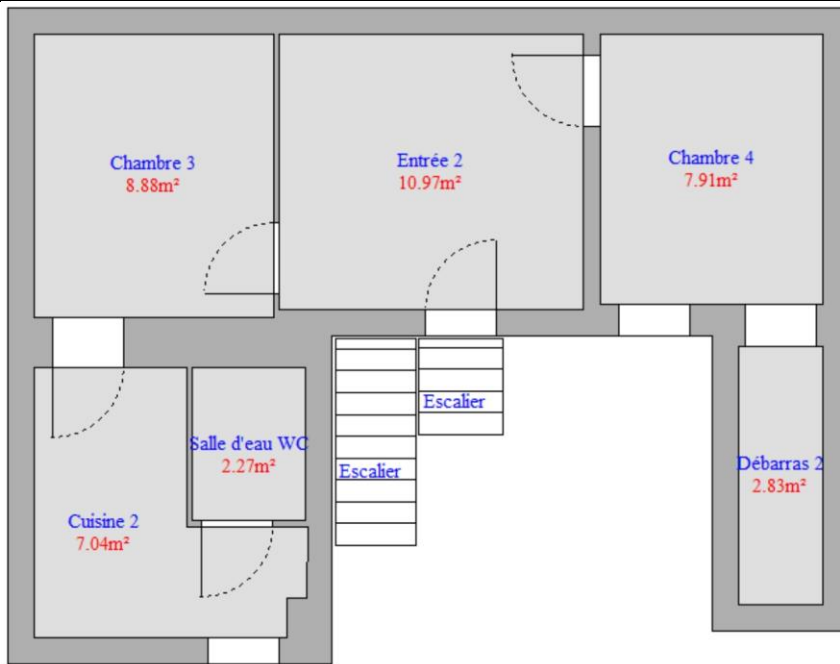 Chambre 3
8.88m²
Entrée 2
10.97m²
Chambre 4
7.91m²
Escalier
Salle d'eau WC
2.27m²
Escalier
Débarras 2
2.83m²
Cuisine 2
7.04m²